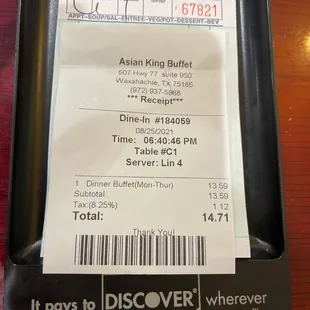 67821
APPT-SOUP/SAL-ENTREE-VEG/POT-DESSERT-BEV
Asian King Buffet
507 Hwy 77 suite 950
Waxahachie, TX 75165
(972) 937-5868
*** Receipt***
Dine-In #184059
08/25/2021
Time: 06:40:46 PM
Table #C1
Server: Lin 4
1 Dinner Buffet(Mon-Thur) 13.59
Subtotal 13.59
Tax:(8.25%) 1.12
Total: 14.71
Thank You!
It pays to DISCOVER wherever